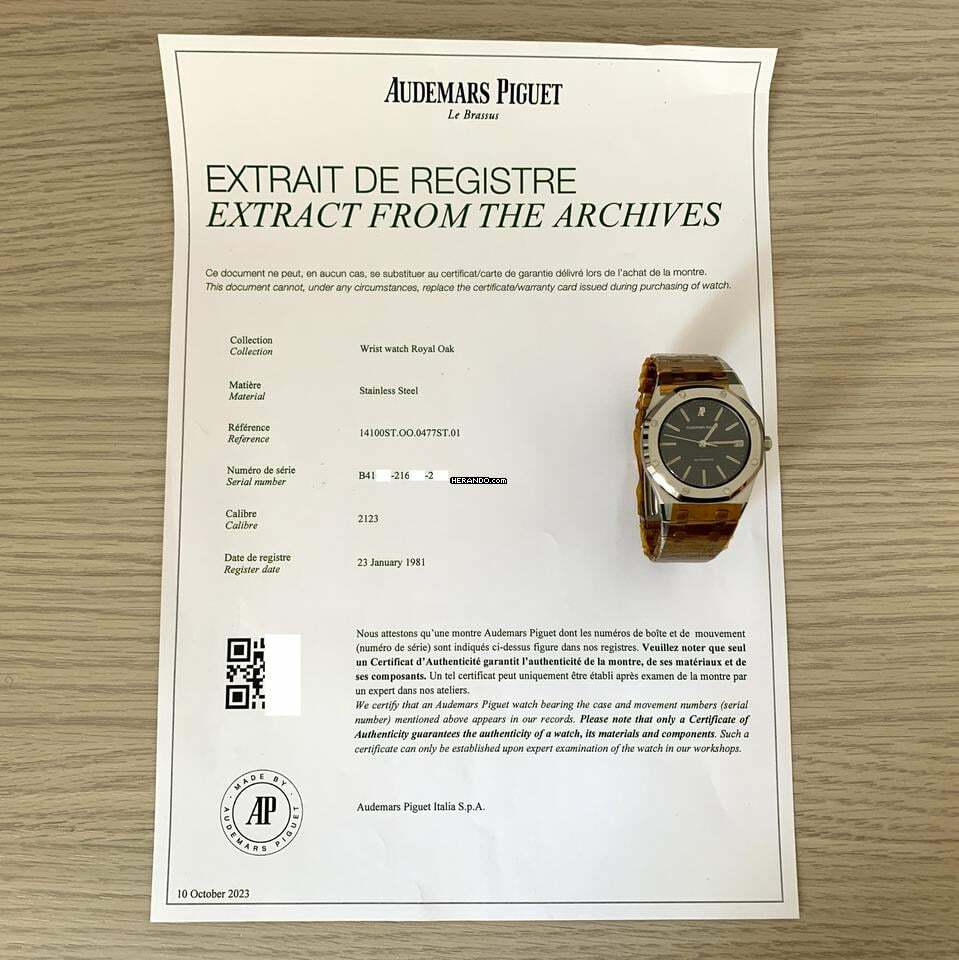 AUDEMARS PIGUET
Le Brassus
EXTRAIT DE REGISTRE
EXTRACT FROM THE ARCHIVES
Ce document ne peut, en aucun cas, se substituer au certificat/carte de garantie délivré lors de l'achat de la montre.
This document cannot, under any circumstances, replace the certificate/warranty card issued during purchasing of watch.
Collection
Collection
Wrist watch Royal Oak
Matière
Material
Stainless Steel
Référence
Reference
14100ST.OO.0477ST.01
Numéro de série
Serial number
B41 -216 -2
HERANDO.com
Calibre
Calibre
2123
Date de registre
Register date
23 January 1981
AP
AUDEMARS PIGUET
Nous attestons qu'une montre Audemars Piguet dont les numéros de boîte et de mouvement
(numéro de série) sont indiqués ci-dessus figure dans nos registres. Veuillez noter que seul
un Certificat d'Authenticité garantit l'authenticité de la montre, de ses matériaux et de
ses composants. Un tel certificat peut uniquement être établi après examen de la montre par
un expert dans nos ateliers.
We certify that an Audemars Piguet watch bearing the case and movement numbers (serial
number) mentioned above appears in our records. Please note that only a Certificate of
Authenticity guarantees the authenticity of a watch, its materials and components. Such a
certificate can only be established upon expert examination of the watch in our workshops.
MADE BY
AP
AUDEMARS PIGUET
Audemars Piguet Italia S.p.A.
10 October 2023